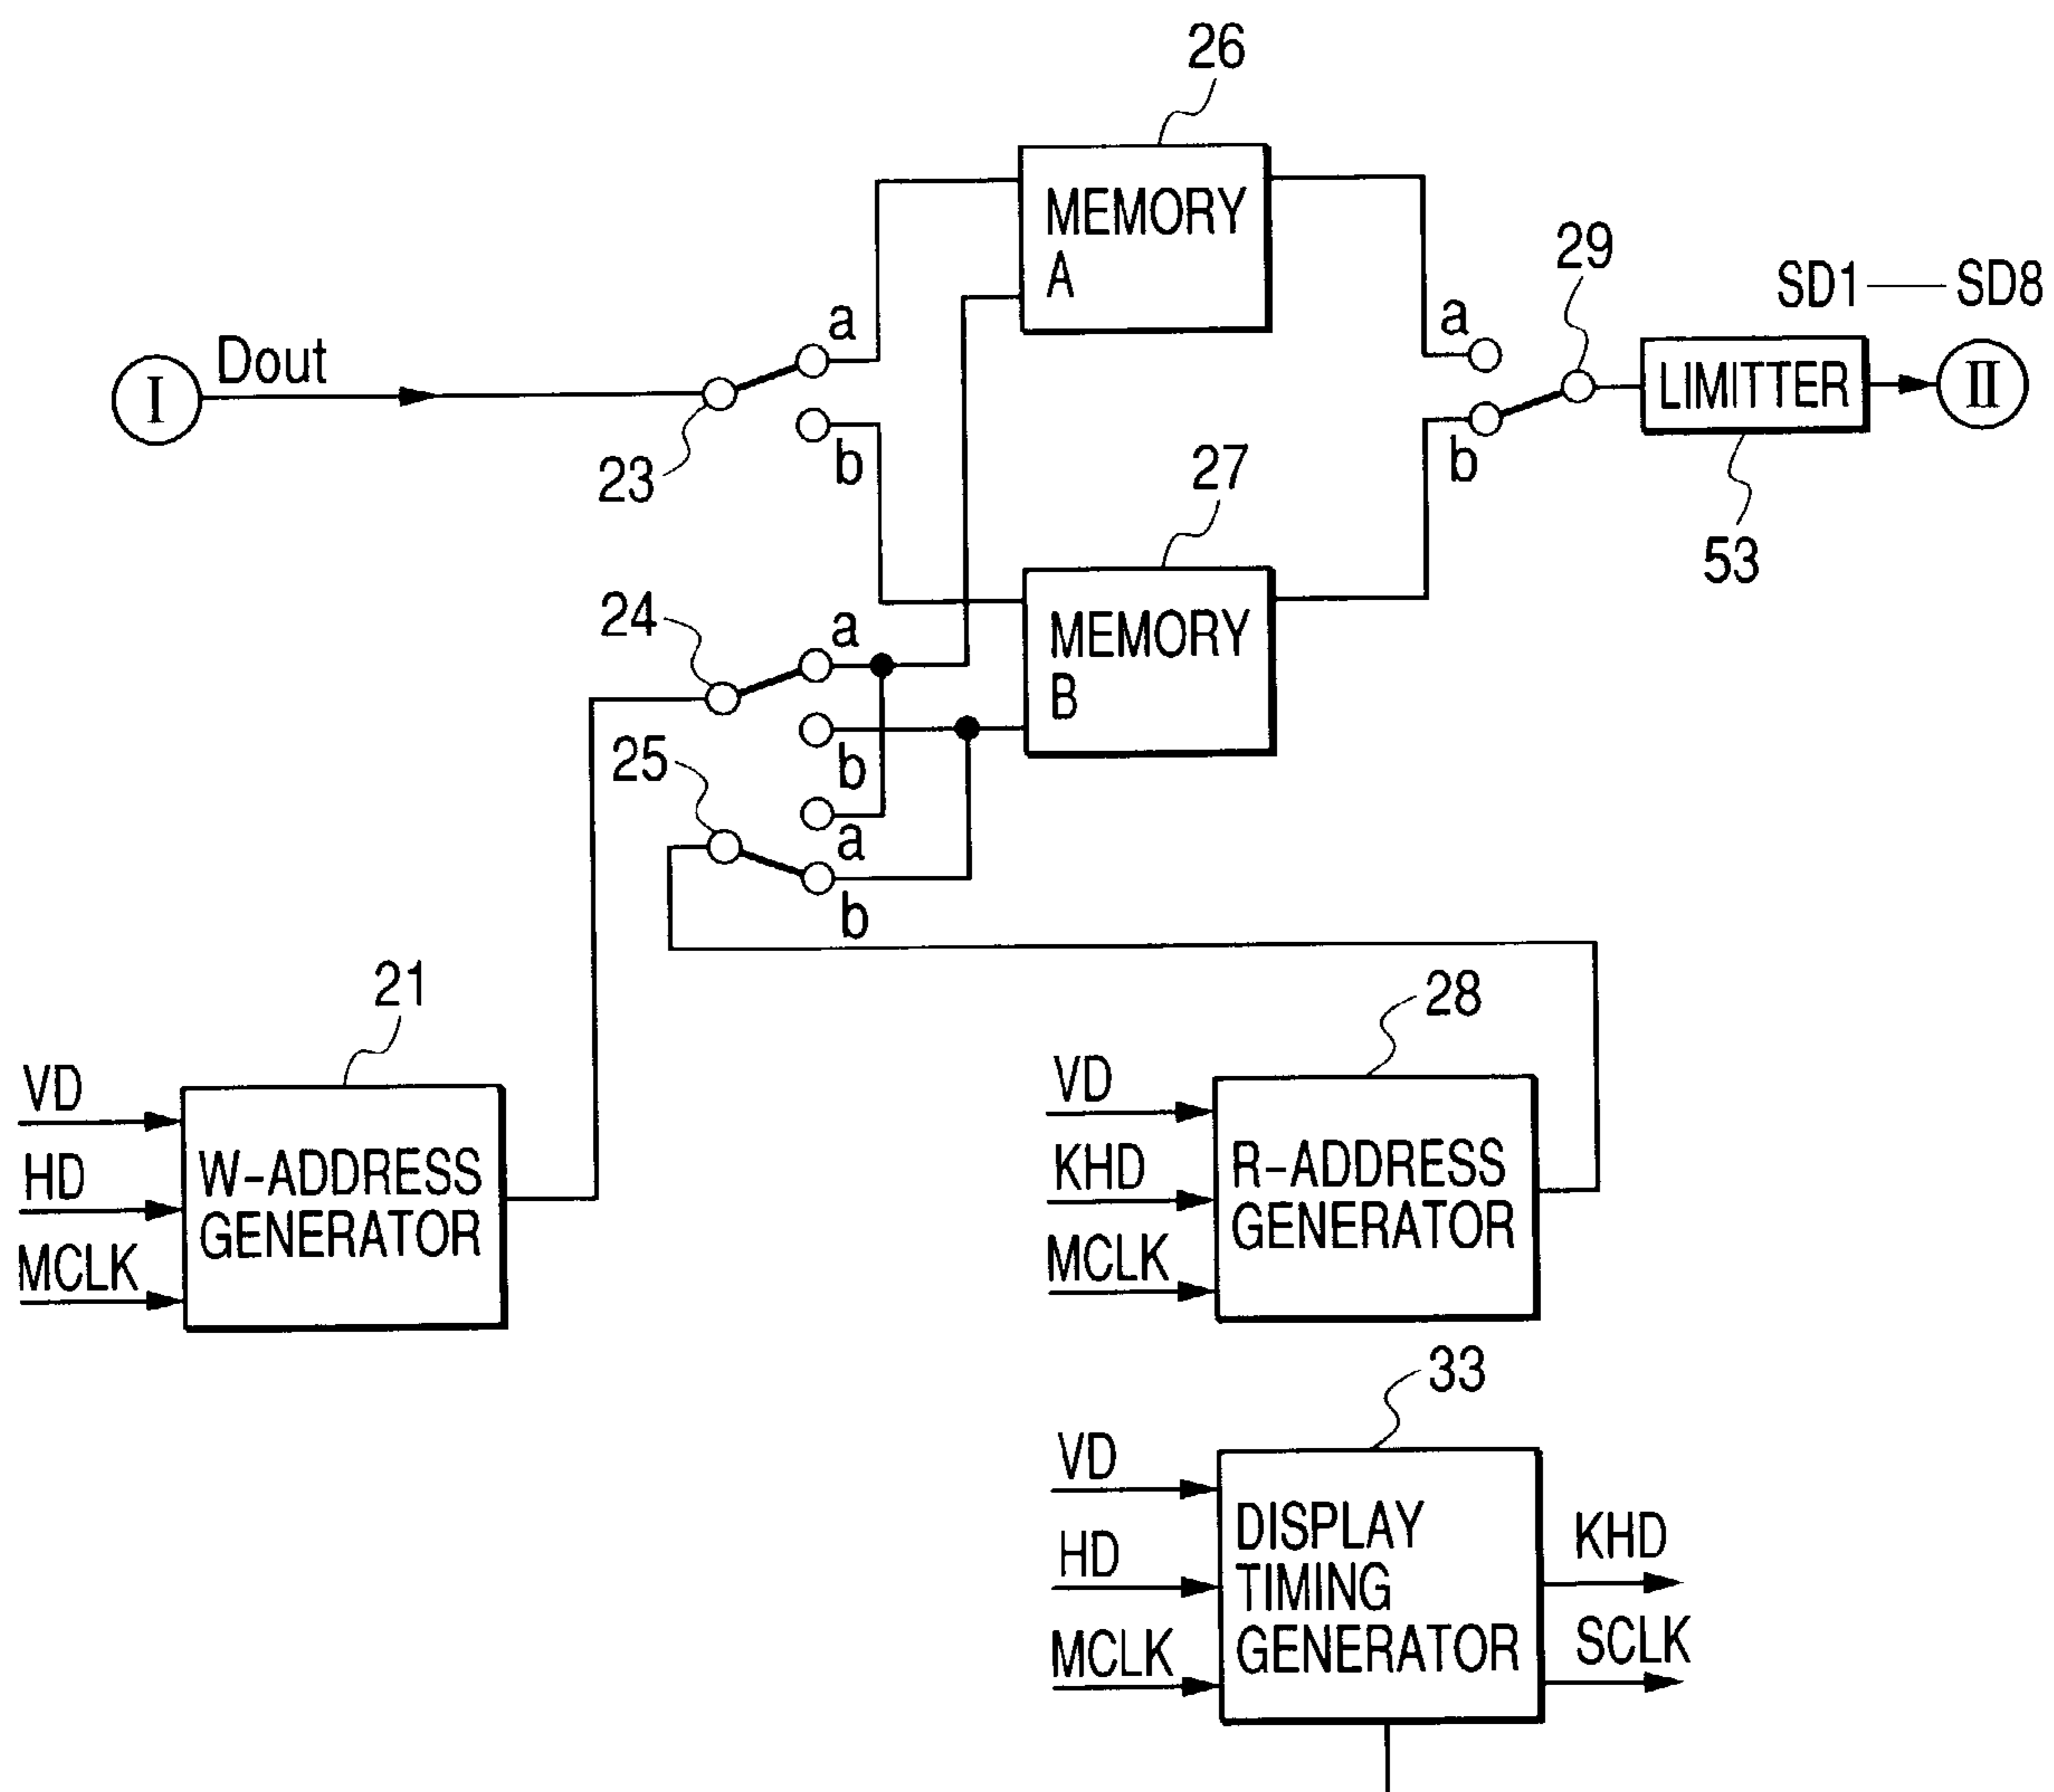 26
MEMORY
A
29
SD1 — SD8
a
a
I
Dout
LIMITTER
II
23
b
27
b
53
24
a
MEMORY
B
25
b
a
b
21
28
VD
VD
HD
W-ADDRESS
GENERATOR
KHD
R-ADDRESS
GENERATOR
MCLK
MCLK
33
VD
DISPLAY
TIMING
GENERATOR
HD
KHD
MCLK
SCLK